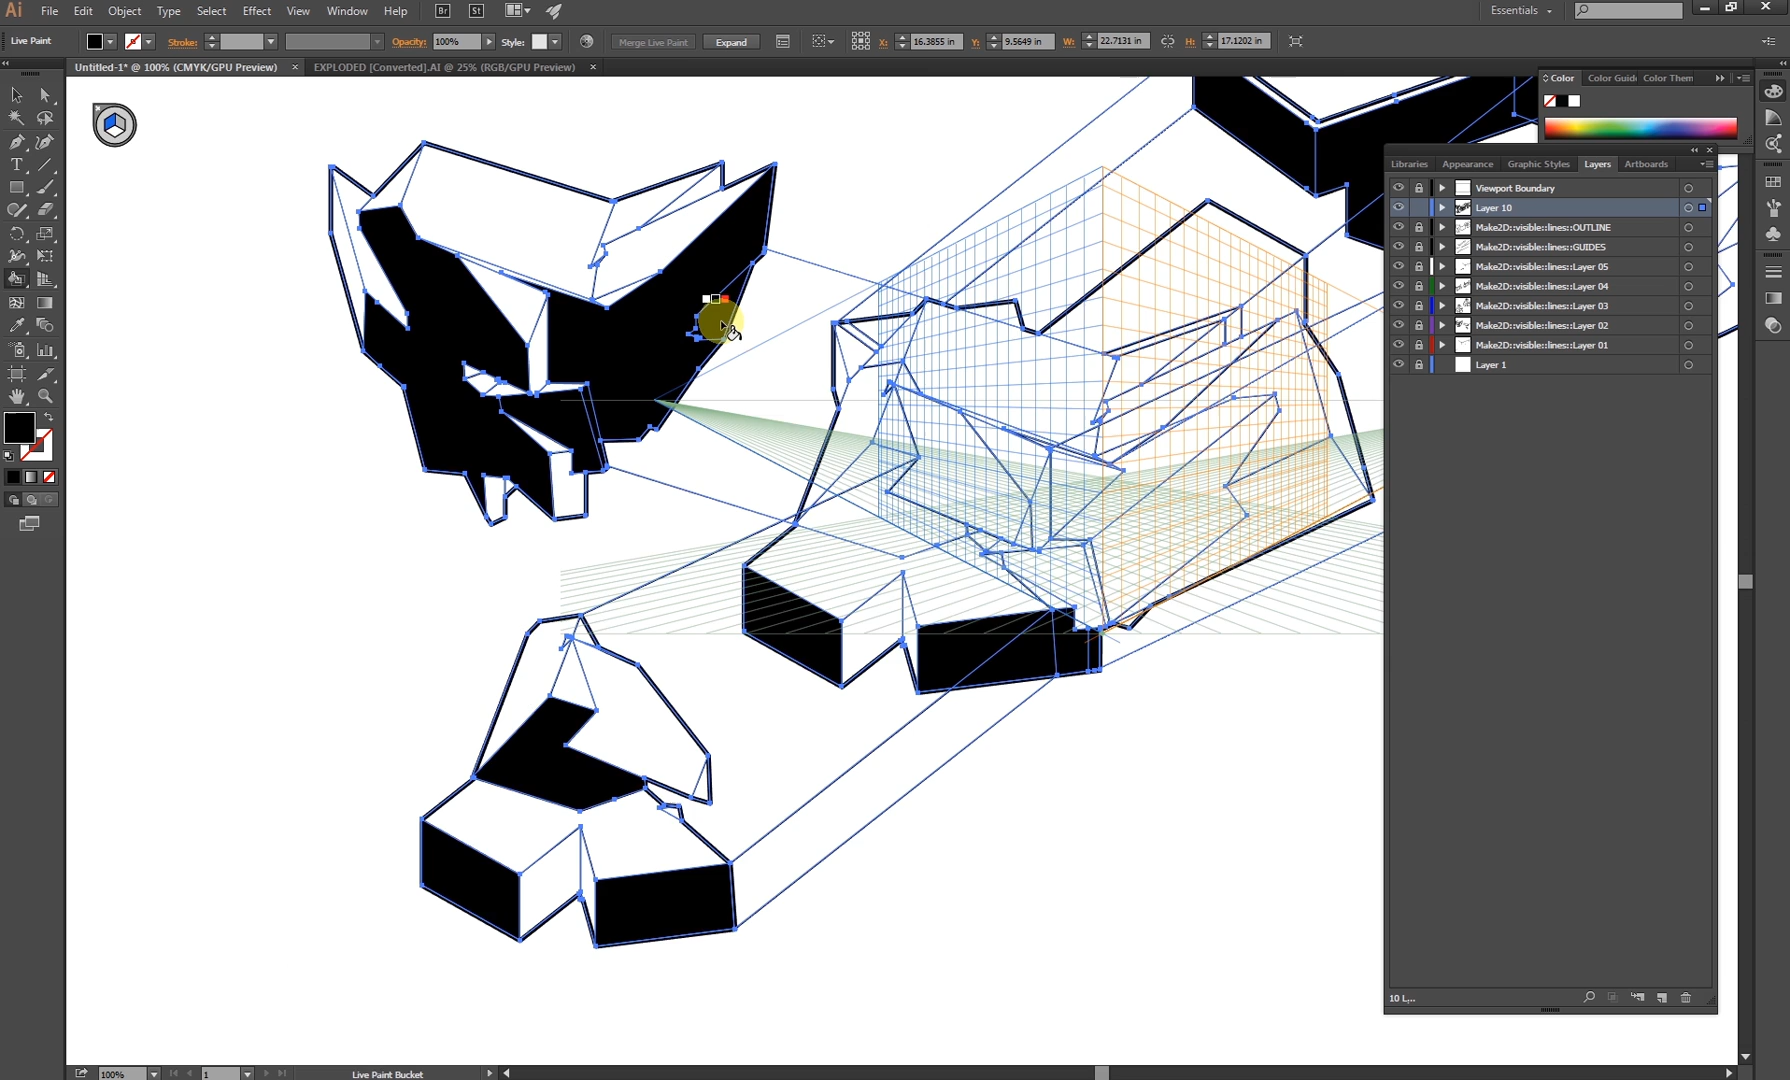 Ai File Edit Object Type Select Effect View Window Help Br St Essentials
Live Paint Stroke: Opacity: 100% Style: Merge Live Paint Expand X: 16.3855 in Y: 9.5649 in W: 22.7131 in H: 17.1202 in
Untitled-1* @ 100% (CMYK/GPU Preview) × EXPLODED [Converted].AI @ 25% (RGB/GPU Preview) ×
Color Color Guid Color Them
Libraries Appearance Graphic Styles Layers Artboards
Viewport Boundary
Layer 10
Make2D::visible::lines::OUTLINE
Make2D::visible::lines::GUIDES
Make2D::visible::lines::Layer 05
Make2D::visible::lines::Layer 04
Make2D::visible::lines::Layer 03
Make2D::visible::lines::Layer 02
Make2D::visible::lines::Layer 01
Layer 1
10 L...
100% 1 Live Paint Bucket